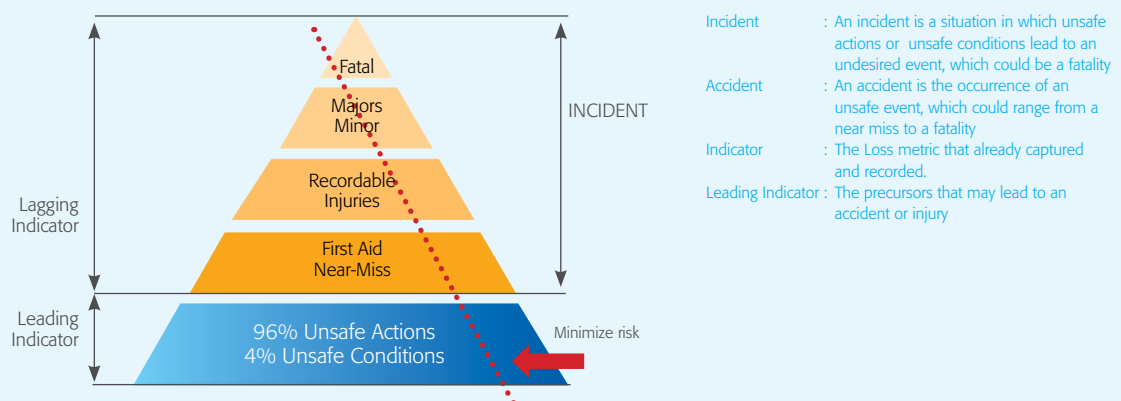 Fatal
Majors
Minor
INCIDENT
Recordable
Injuries
Lagging
Indicator
First Aid
Near-Miss
Leading
Indicator
96% Unsafe Actions
4% Unsafe Conditions
Minimize risk
Incident : An incident is a situation in which unsafe
actions or unsafe conditions lead to an
undesired event, which could be a fatality
Accident : An accident is the occurrence of an
unsafe event, which could range from a
near miss to a fatality
Indicator : The Loss metric that already captured
and recorded.
Leading Indicator : The precursors that may lead to an
accident or injury